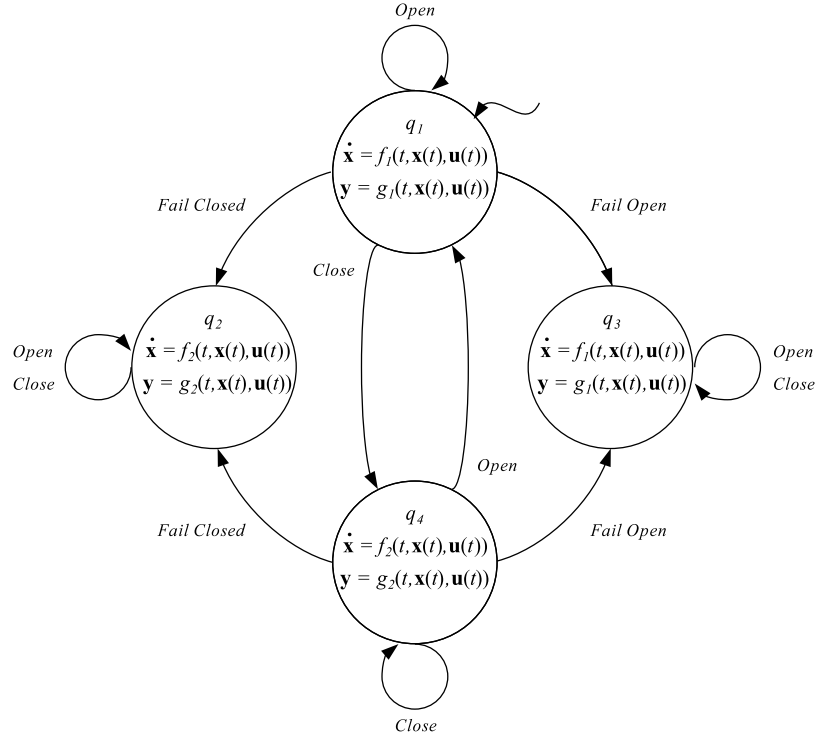 Open
q₁
ẋ = f₁(t,x(t),u(t))
y = g₁(t,x(t),u(t))
Fail Closed
Fail Open
Close
q₂
ẋ = f₂(t,x(t),u(t))
y = g₂(t,x(t),u(t))
Open
Close
q₃
ẋ = f₁(t,x(t),u(t))
y = g₁(t,x(t),u(t))
Open
Close
Open
q₄
ẋ = f₂(t,x(t),u(t))
y = g₂(t,x(t),u(t))
Fail Closed
Fail Open
Close